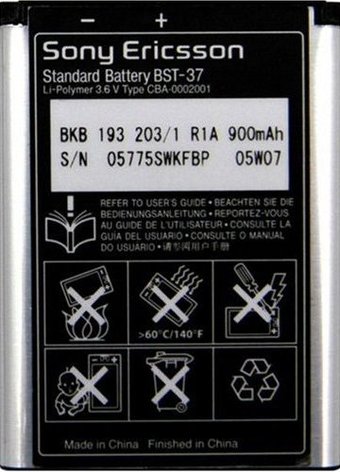 - +
Sony Ericsson
Standard Battery BST-37
Li-Polymer 3.6 V Type CBA-0002001
BKB 193 203/1 R1A 900mAh
S/N 05775SWKFBP 05W07
REFER TO USER'S GUIDE • BEACHTEN SIE DIE
BEDIENUNGSANLEITUNG • REPORTEZ-VOUS
AU GUIDE DE L'UTILISATEUR • CONSULTE LA
GUÍA DEL USUARIO • CONSULTE O MANUAL
DO USUARIO • 请参阅用户手册
>60°C/140°F
Made in China Finished in China